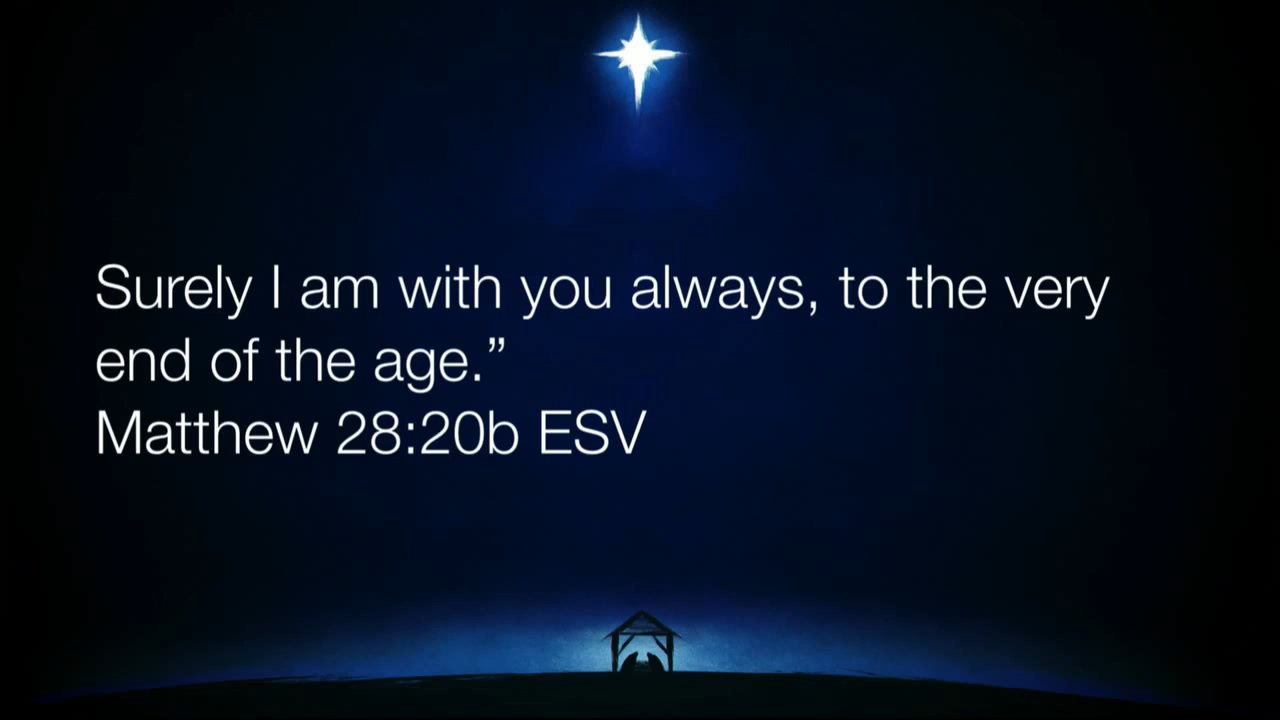 Surely I am with you always, to the very
end of the age.”
Matthew 28:20b ESV